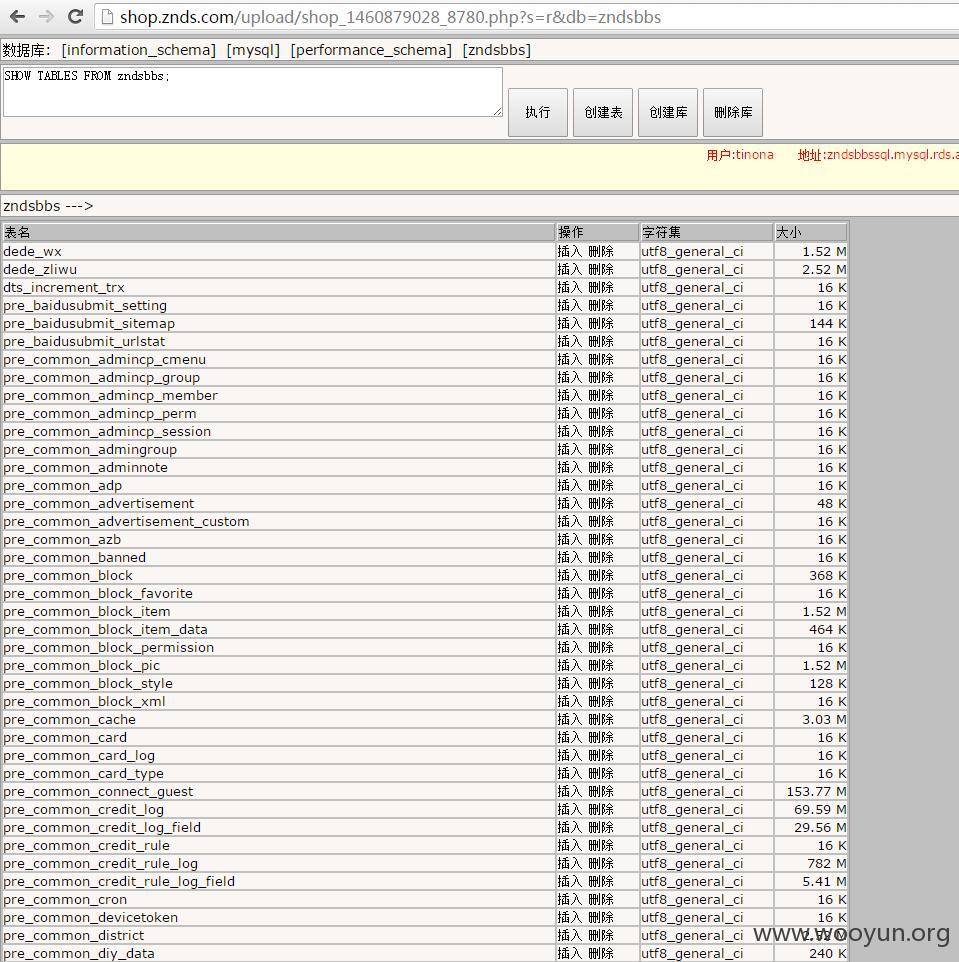 shop.znds.com/upload/shop_1460879028_8780.php?s=r&db=zndsbbs
数据库: [information_schema] [mysql] [performance_schema] [zndsbbs]
SHOW TABLES FROM zndsbbs;
执行 创建表 创建库 删除库
用户:tinona 地址:zndsbbssql.mysql.rds.a
zndsbbs --->
表名 操作 字符集 大小
dede_wx 插入 删除 utf8_general_ci 1.52 M
dede_zliwu 插入 删除 utf8_general_ci 2.52 M
dts_increment_trx 插入 删除 utf8_general_ci 16 K
pre_baidusubmit_setting 插入 删除 utf8_general_ci 16 K
pre_baidusubmit_sitemap 插入 删除 utf8_general_ci 144 K
pre_baidusubmit_urlstat 插入 删除 utf8_general_ci 16 K
pre_common_admincp_cmenu 插入 删除 utf8_general_ci 16 K
pre_common_admincp_group 插入 删除 utf8_general_ci 16 K
pre_common_admincp_member 插入 删除 utf8_general_ci 16 K
pre_common_admincp_perm 插入 删除 utf8_general_ci 16 K
pre_common_admincp_session 插入 删除 utf8_general_ci 16 K
pre_common_admingroup 插入 删除 utf8_general_ci 16 K
pre_common_adminnote 插入 删除 utf8_general_ci 16 K
pre_common_adp 插入 删除 utf8_general_ci 16 K
pre_common_advertisement 插入 删除 utf8_general_ci 48 K
pre_common_advertisement_custom 插入 删除 utf8_general_ci 16 K
pre_common_azb 插入 删除 utf8_general_ci 16 K
pre_common_banned 插入 删除 utf8_general_ci 16 K
pre_common_block 插入 删除 utf8_general_ci 368 K
pre_common_block_favorite 插入 删除 utf8_general_ci 16 K
pre_common_block_item 插入 删除 utf8_general_ci 1.52 M
pre_common_block_item_data 插入 删除 utf8_general_ci 464 K
pre_common_block_permission 插入 删除 utf8_general_ci 16 K
pre_common_block_pic 插入 删除 utf8_general_ci 1.52 M
pre_common_block_style 插入 删除 utf8_general_ci 128 K
pre_common_block_xml 插入 删除 utf8_general_ci 16 K
pre_common_cache 插入 删除 utf8_general_ci 3.03 M
pre_common_card 插入 删除 utf8_general_ci 16 K
pre_common_card_log 插入 删除 utf8_general_ci 16 K
pre_common_card_type 插入 删除 utf8_general_ci 16 K
pre_common_connect_guest 插入 删除 utf8_general_ci 153.77 M
pre_common_credit_log 插入 删除 utf8_general_ci 69.59 M
pre_common_credit_log_field 插入 删除 utf8_general_ci 29.56 M
pre_common_credit_rule 插入 删除 utf8_general_ci 16 K
pre_common_credit_rule_log 插入 删除 utf8_general_ci 782 M
pre_common_credit_rule_log_field 插入 删除 utf8_general_ci 5.41 M
pre_common_cron 插入 删除 utf8_general_ci 16 K
pre_common_devicetoken 插入 删除 utf8_general_ci 16 K
pre_common_district 插入 删除 utf8_general_ci M
www.wooyun.org
pre_common_diy_data 插入 删除 utf8_general_ci 240 K